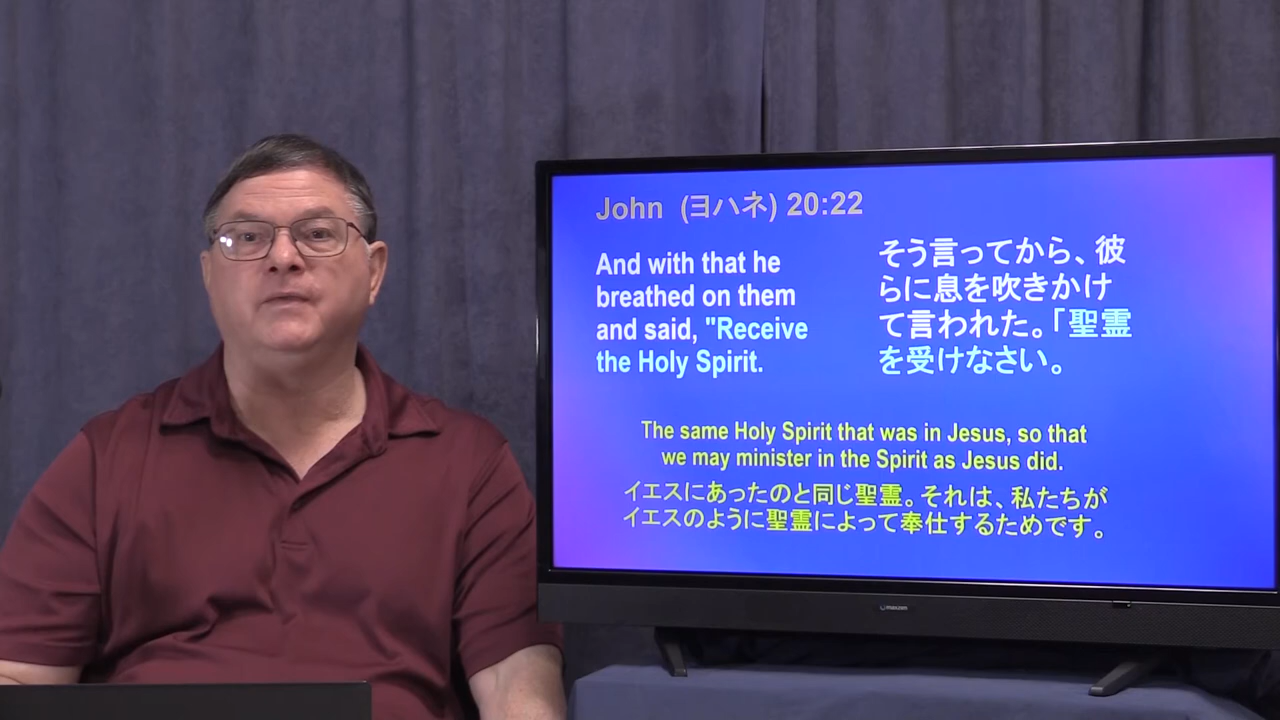 John (ヨハネ) 20:22
And with that he
breathed on them
and said, "Receive
the Holy Spirit.
そう言ってから、彼
らに息を吹きかけ
て言われた。「聖霊
を受けなさい。
The same Holy Spirit that was in Jesus, so that
we may minister in the Spirit as Jesus did.
イエスにあったのと同じ聖霊。それは、私たちが
イエスのように聖霊によって奉仕するためです。
maxzen